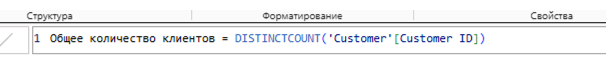 Структура Форматирование Свойства
1 Общее количество клиентов = DISTINCTCOUNT('Customer'[Customer ID])